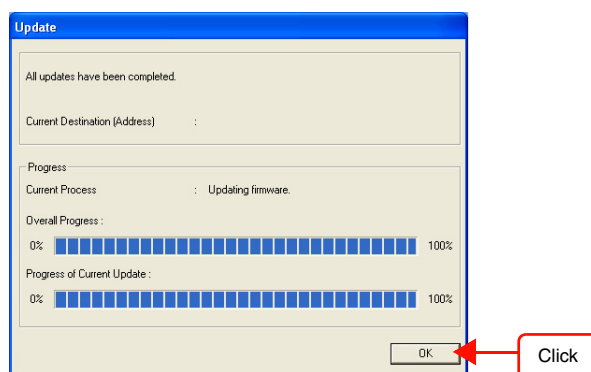 Update
All updates have been completed.
Current Destination (Address) :
Progress
Current Process : Updating firmware.
Overall Progress :
0% 100%
Progress of Current Update :
0% 100%
OK
Click